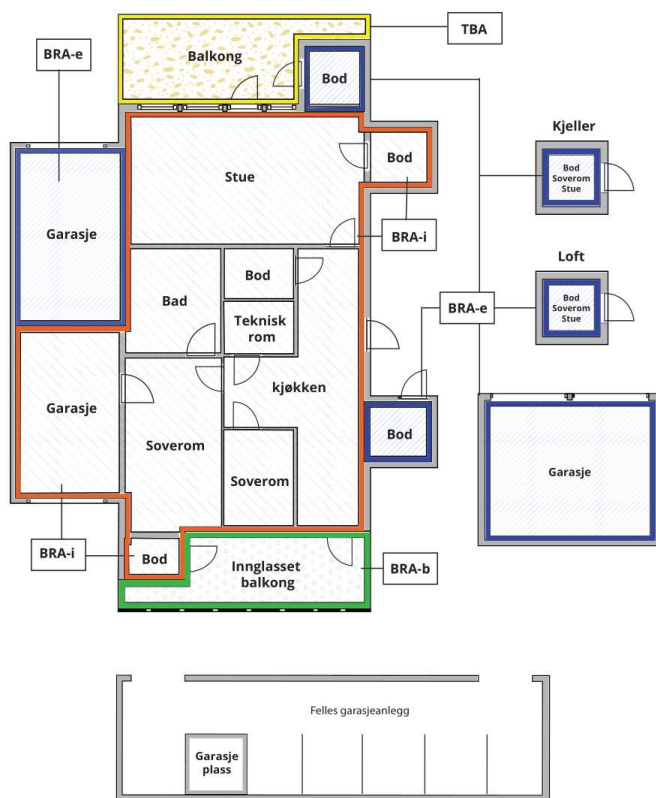 TBA
BRA-e
Balkong
Bod
Kjeller
Bod
Soverom
Stue
Bod
Stue
BRA-i
Garasje
Loft
Bod
Soverom
Stue
Bod
Bad
BRA-e
Teknisk
rom
kjøkken
Garasje
Bod
Soverom
Garasje
Soverom
BRA-i
Bod
Innglasset
balkong
BRA-b
Felles garasjeanlegg
Garasje
plass